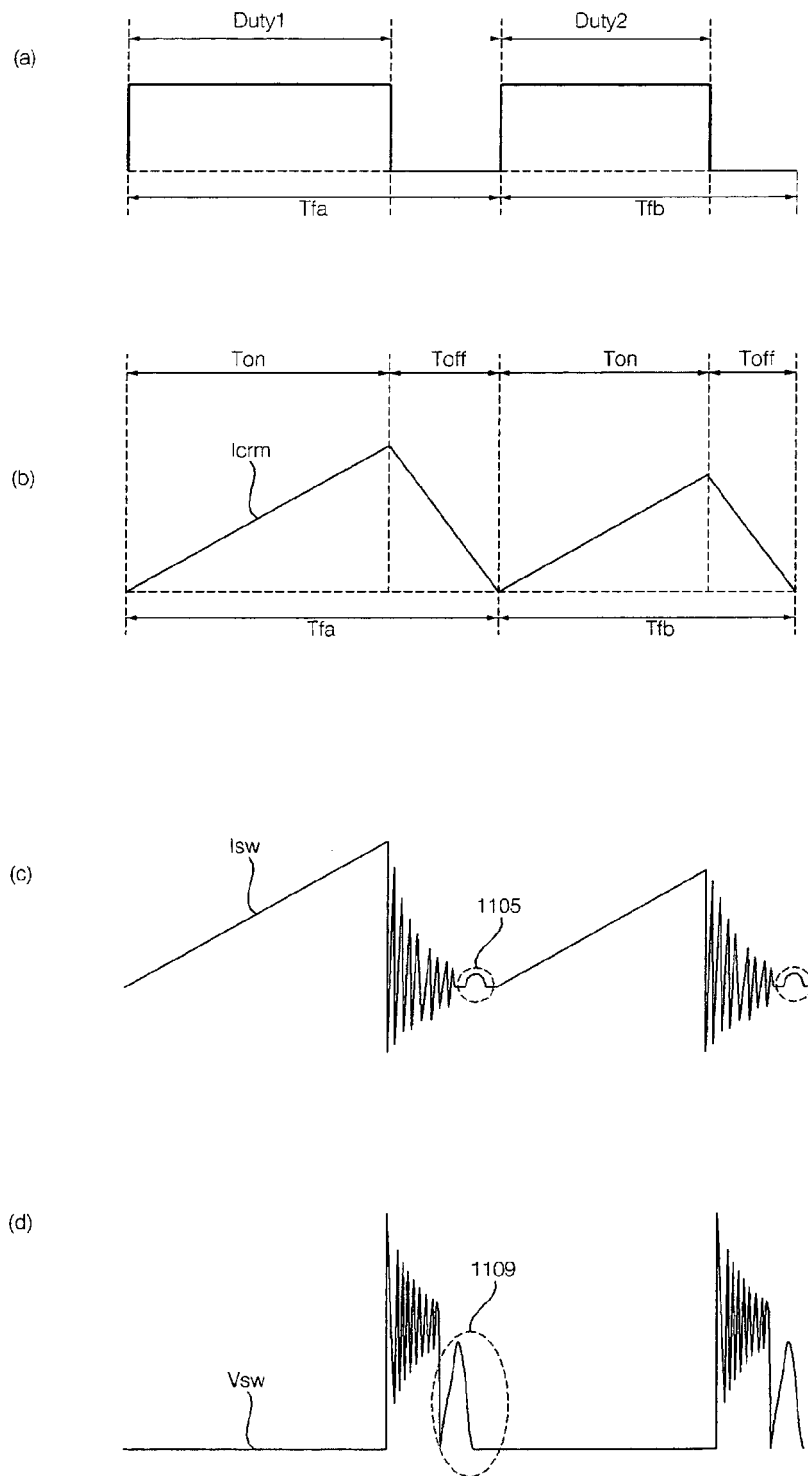 Duty1 Duty2
(a)
Tfa Tfb
Ton Toff Ton Toff
Icrm
(b)
Tfa Tfb
Isw
(c)
1105
(d)
1109
Vsw